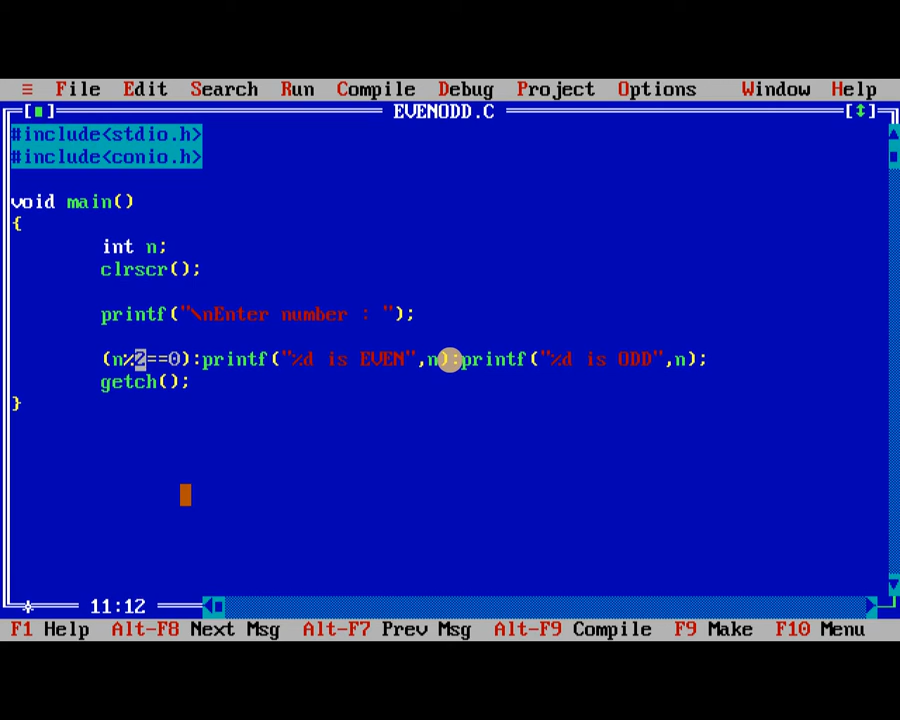 ≡ File Edit Search Run Compile Debug Project Options Window Help
[■] EVENODD.C [↕]
#include<stdio.h>
#include<conio.h>
void main()
{
int n;
clrscr();
printf("\nEnter number : ");
(n%2==0):printf("%d is EVEN",n):printf("%d is ODD",n);
getch();
}
11:12
F1 Help Alt-F8 Next Msg Alt-F7 Prev Msg Alt-F9 Compile F9 Make F10 Menu